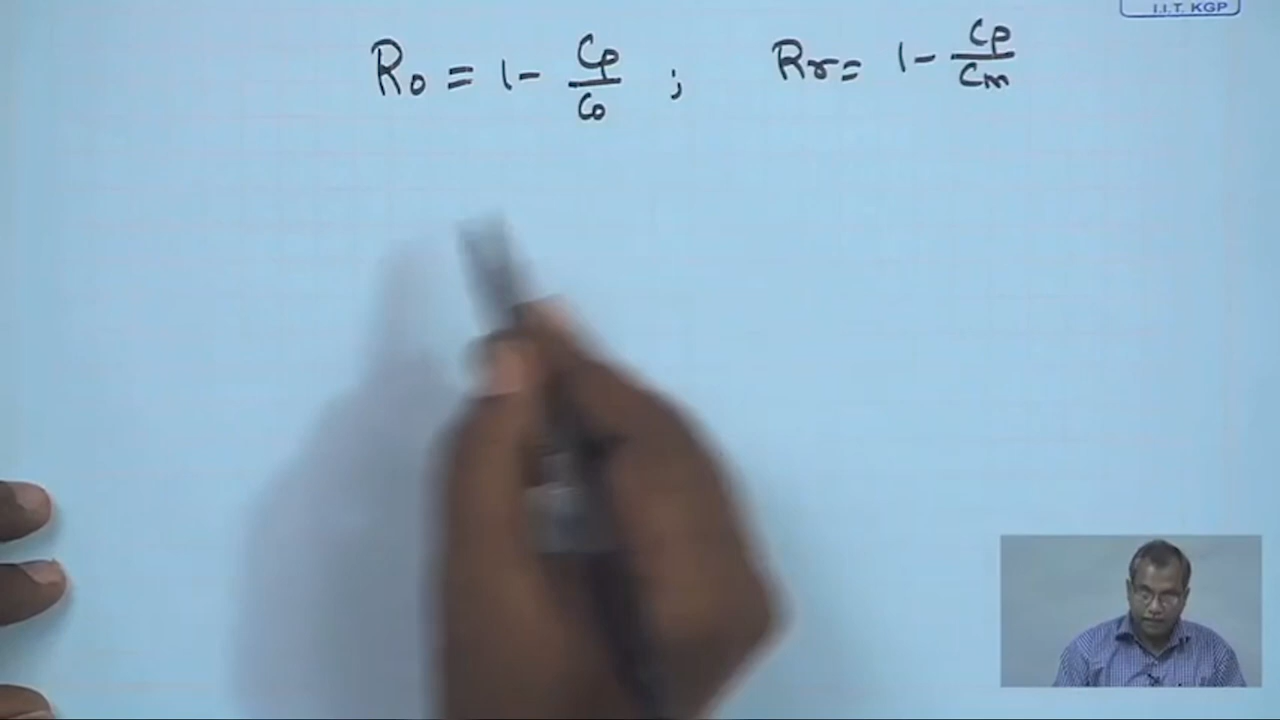 I.I.T. KGP
R₀ = 1 - Cp/C₀ ; Rr = 1 - Cp/Cm